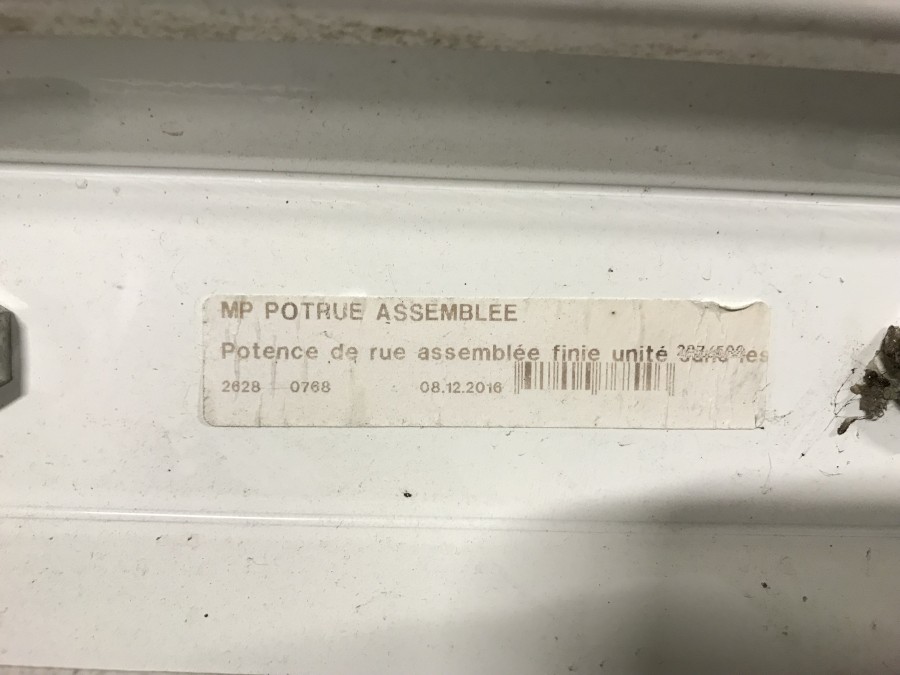 MP POTRUE ASSEMBLEE
Potence de rue assemblée finie unité
2628 0768 08.12.2016